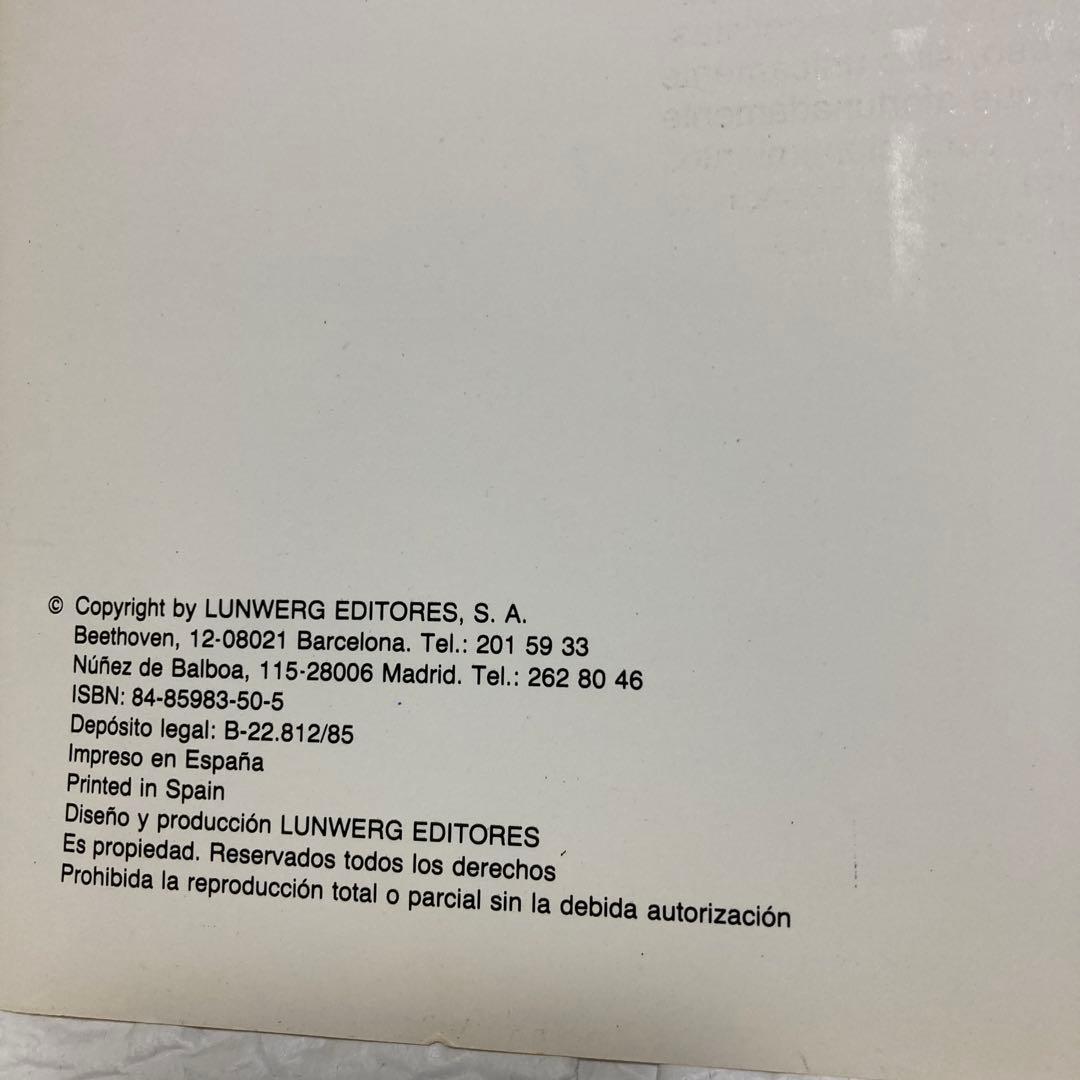 © Copyright by LUNWERG EDITORES, S. A.
Beethoven, 12-08021 Barcelona. Tel.: 201 59 33
Núñez de Balboa, 115-28006 Madrid. Tel.: 262 80 46
ISBN: 84-85983-50-5
Depósito legal: B-22.812/85
Impreso en España
Printed in Spain
Diseño y producción LUNWERG EDITORES
Es propiedad. Reservados todos los derechos
Prohibida la reproducción total o parcial sin la debida autorización